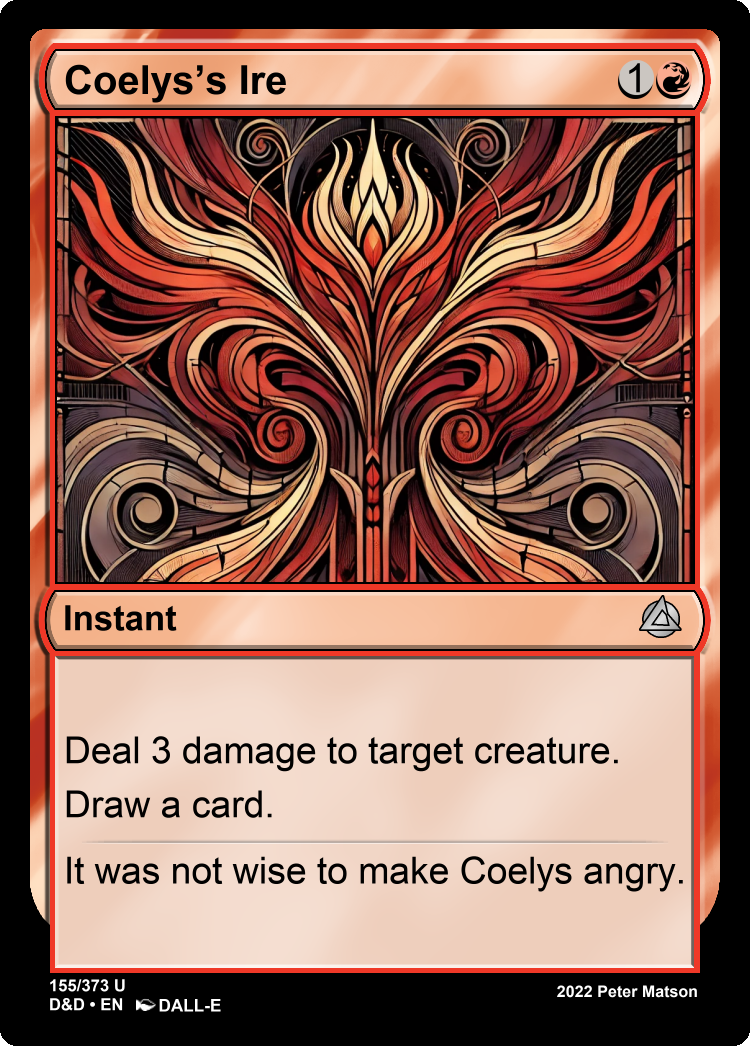 Coelys’s Ire 1
Instant
Deal 3 damage to target creature.
Draw a card.
It was not wise to make Coelys angry.
155/373 U
D&D • EN DALL-E
2022 Peter Matson